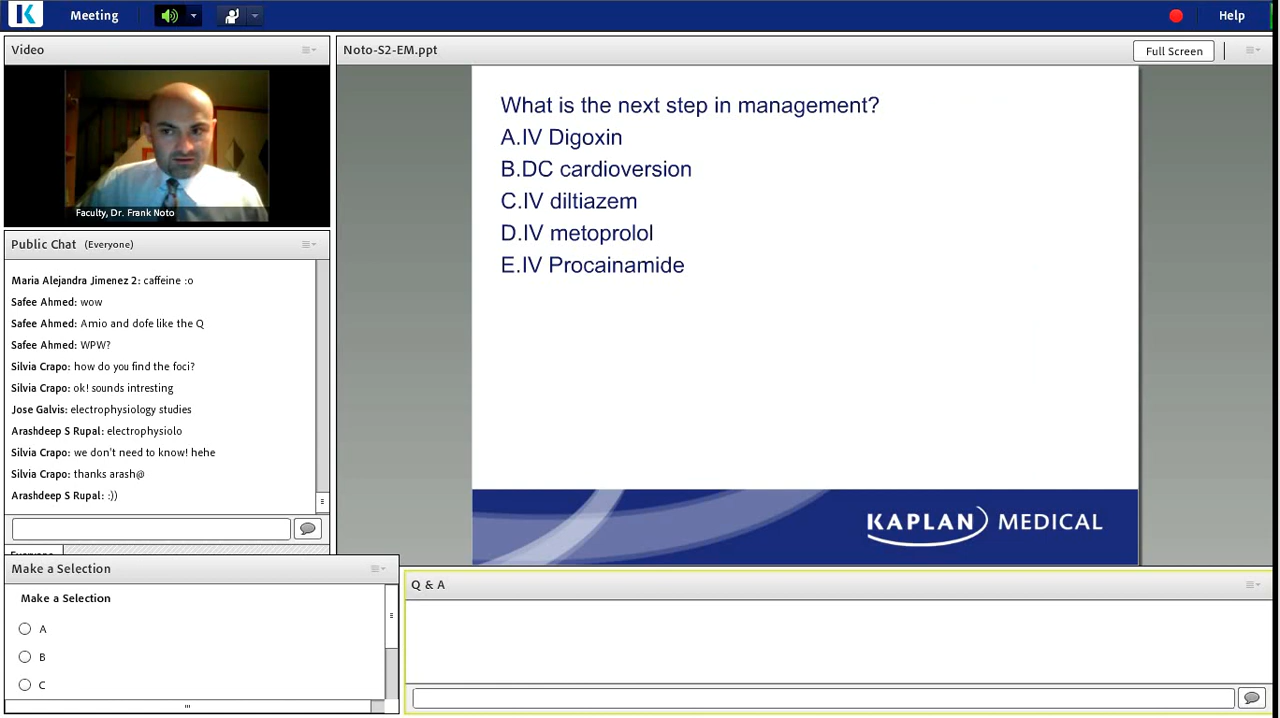 Meeting
Help
Video
Faculty, Dr. Frank Noto
Public Chat (Everyone)
Maria Alejandra Jimenez 2: caffeine :o
Safee Ahmed: wow
Safee Ahmed: Amio and dofe like the Q
Safee Ahmed: WPW?
Silvia Crapo: how do you find the foci?
Silvia Crapo: ok! sounds intresting
Jose Galvis: electrophysiology studies
Arashdeep S Rupal: electrophysiolo
Silvia Crapo: we don't need to know! hehe
Silvia Crapo: thanks arash@
Arashdeep S Rupal: :))
Everyone
Make a Selection
Make a Selection
A
B
C
Noto-S2-EM.ppt
Full Screen
What is the next step in management?
A.IV Digoxin
B.DC cardioversion
C.IV diltiazem
D.IV metoprolol
E.IV Procainamide
KAPLAN MEDICAL
Q & A